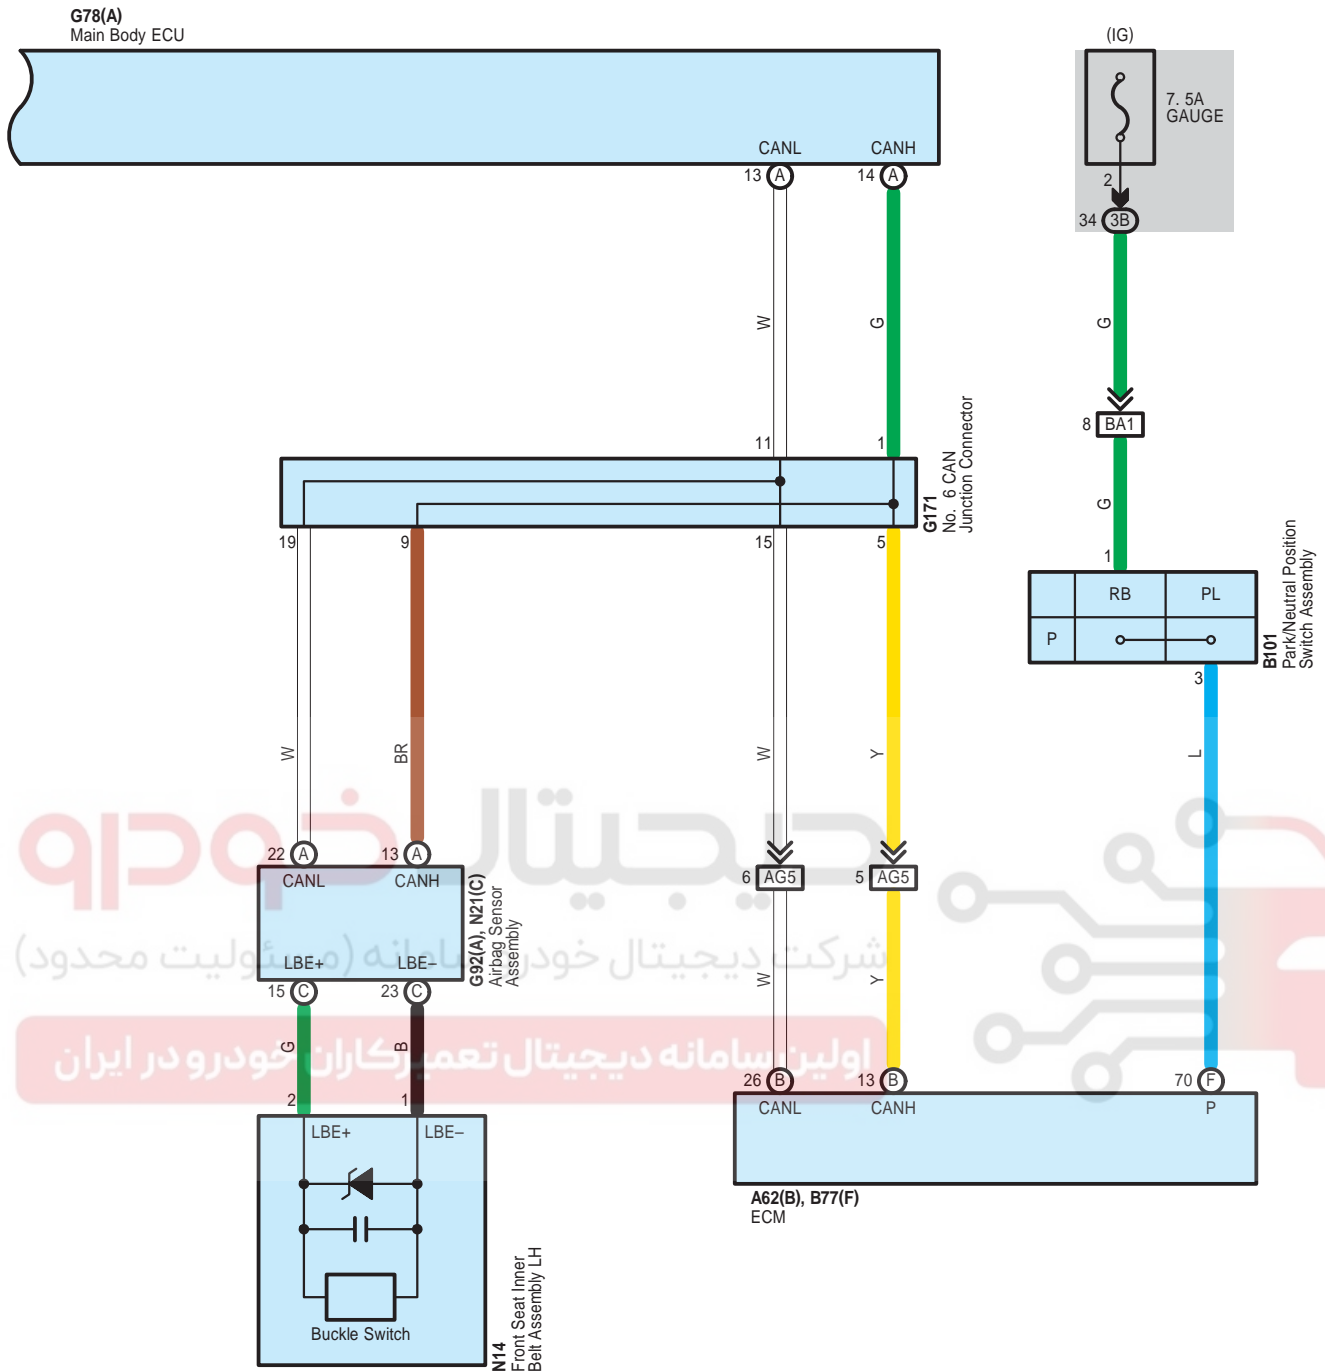 G78(A)
Main Body ECU
(IG)
7. 5A
GAUGE
CANL
CANH
13 A
14 A
2
34 3B
W
G
G
8 BA1
11
1
G
G171
No. 6 CAN
Junction Connector
19
9
15
5
1
RB
PL
P
B101
Park/Neutral Position
Switch Assembly
3
W
BR
W
Y
L
دیجیتال خودرو
22 A
13 A
CANL
CANH
6 AG5
5 AG5
G92(A), N21(C)
Airbag Sensor
Assembly
شرکت دیجیتال خودرو سامانه (مسئولیت محدود)
LBE+
LBE–
15 C
23 C
W
Y
G
B
اولین سامانه دیجیتال تعمیرکاران خودرو در ایران
26 B
13 B
70 F
2
1
CANL
CANH
P
LBE+
LBE–
A62(B), B77(F)
ECM
Buckle Switch
N14
Front Seat Inner
Belt Assembly LH